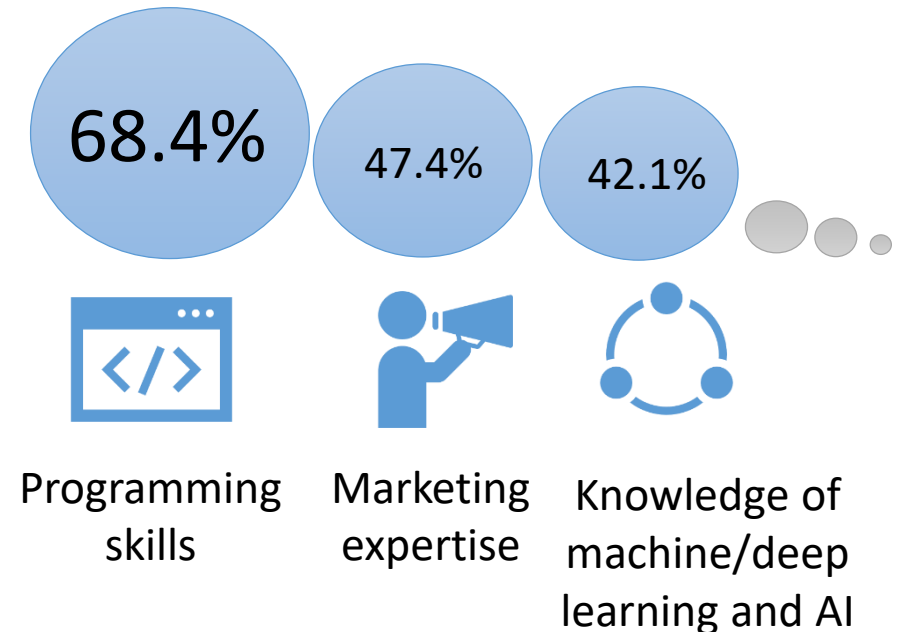 68.4%
47.4%
42.1%
</>
Programming
skills
Marketing
expertise
Knowledge of
machine/deep
learning and AI